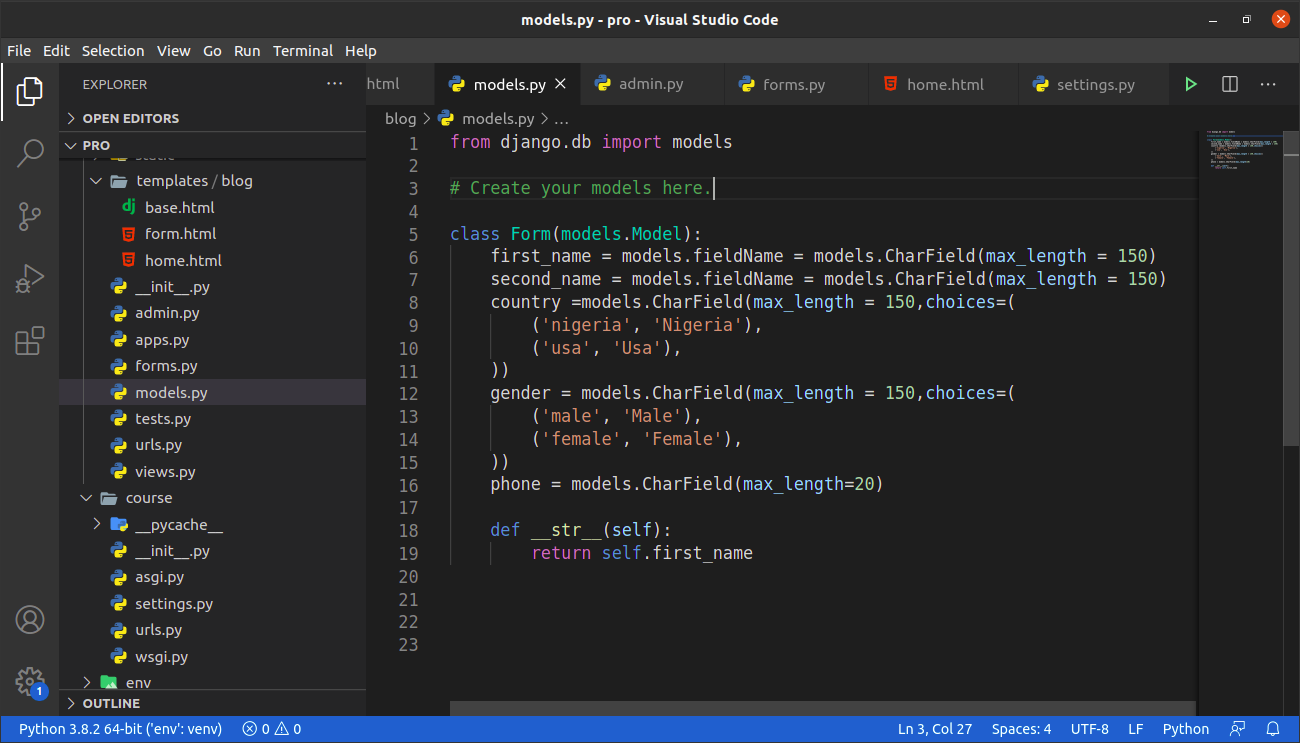 models.py - pro - Visual Studio Code
File Edit Selection View Go Run Terminal Help
EXPLORER
html
models.py
admin.py
forms.py
home.html
settings.py
OPEN EDITORS
PRO
static
templates / blog
base.html
form.html
home.html
__init__.py
admin.py
apps.py
forms.py
models.py
tests.py
urls.py
views.py
course
__pycache__
__init__.py
asgi.py
settings.py
urls.py
wsgi.py
env
OUTLINE
1
blog > models.py > ...
1 from django.db import models
2
3 # Create your models here.
4
5 class Form(models.Model):
6     first_name = models.fieldName = models.CharField(max_length = 150)
7     second_name = models.fieldName = models.CharField(max_length = 150)
8     country =models.CharField(max_length = 150,choices=(
9         ('nigeria', 'Nigeria'),
10         ('usa', 'Usa'),
11     ))
12     gender = models.CharField(max_length = 150,choices=(
13         ('male', 'Male'),
14         ('female', 'Female'),
15     ))
16     phone = models.CharField(max_length=20)
17
18     def __str__(self):
19         return self.first_name
20
21
22
23
Python 3.8.2 64-bit ('env': venv) 0 0 Ln 3, Col 27 Spaces: 4 UTF-8 LF Python